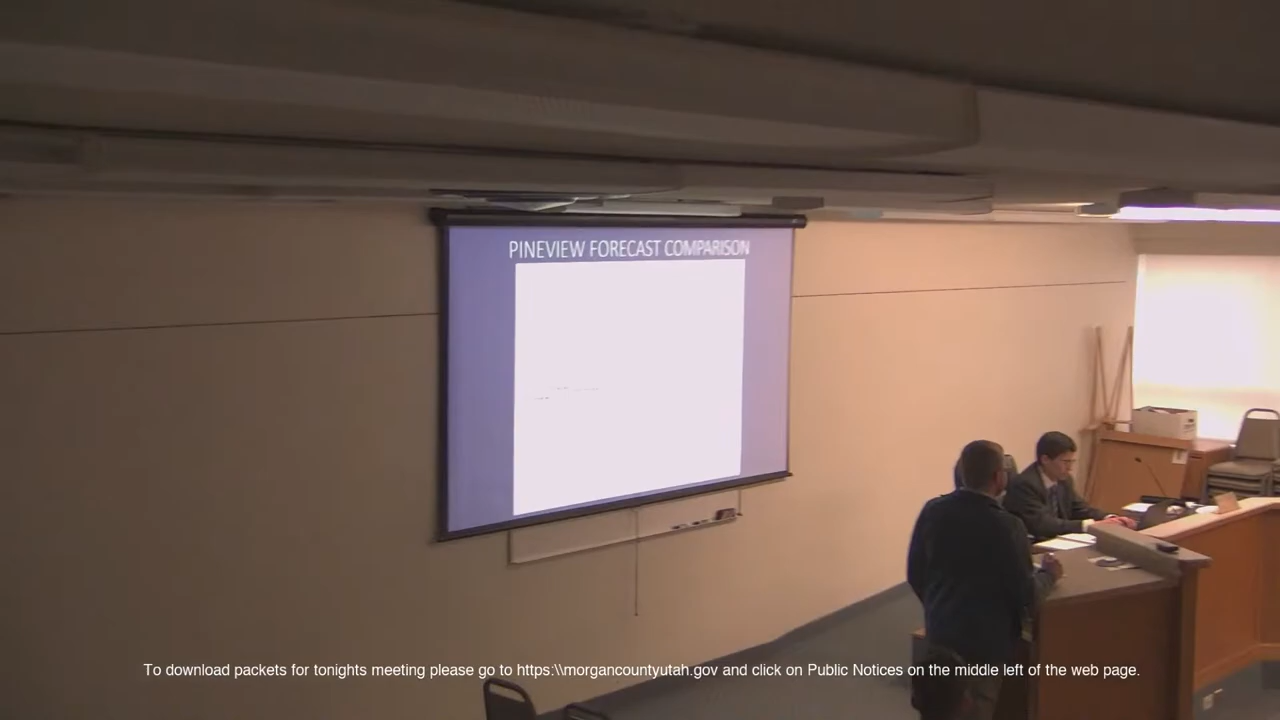 PINEVIEW FORECAST COMPARISON
To download packets for tonights meeting please go to https:\\morgancountyutah.gov and click on Public Notices on the middle left of the web page.